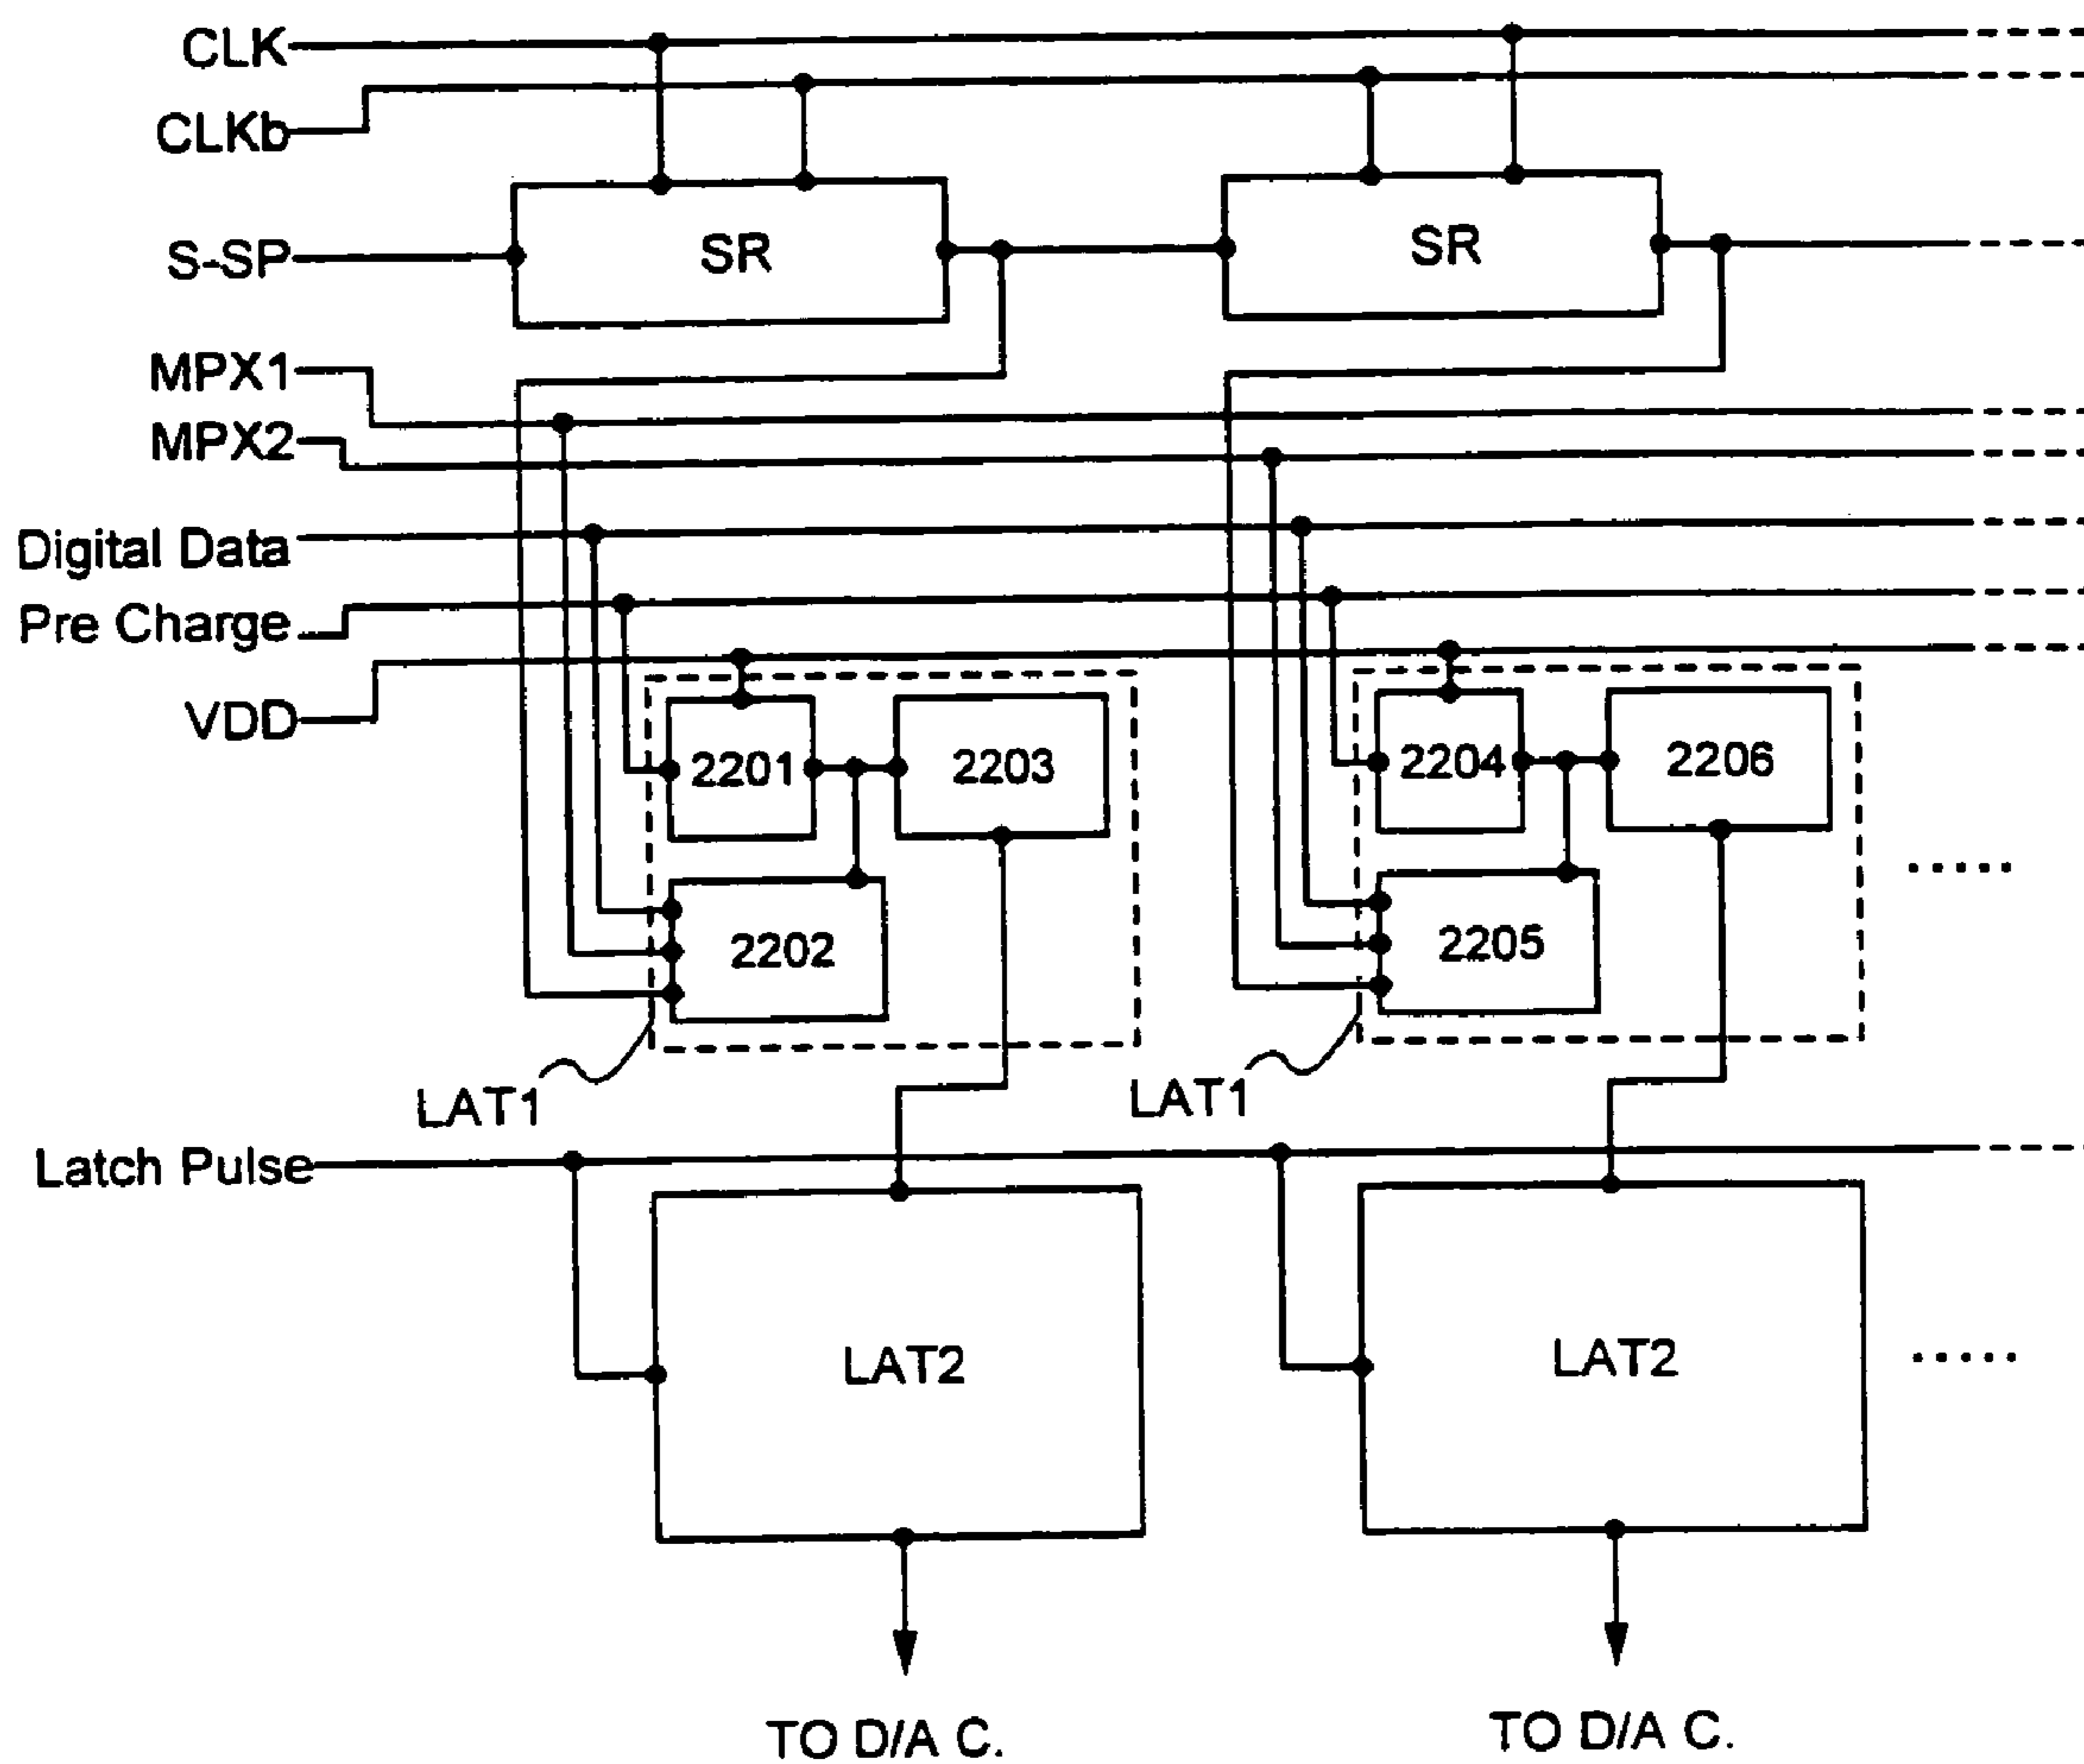 CLK
CLKb
S-SP
SR
SR
MPX1
MPX2
Digital Data
Pre Charge
VDD
2201
2203
2204
2206
2202
2205
LAT1
LAT1
Latch Pulse
LAT2
LAT2
TO D/A C.
TO D/A C.